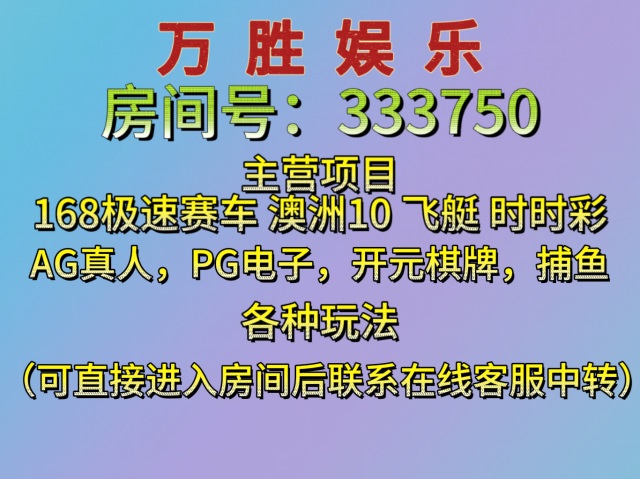 万胜娱乐
房间号：333750
主营项目
168极速赛车 澳洲10 飞艇 时时彩
AG真人，PG电子，开元棋牌，捕鱼
各种玩法
（可直接进入房间后联系在线客服中转）